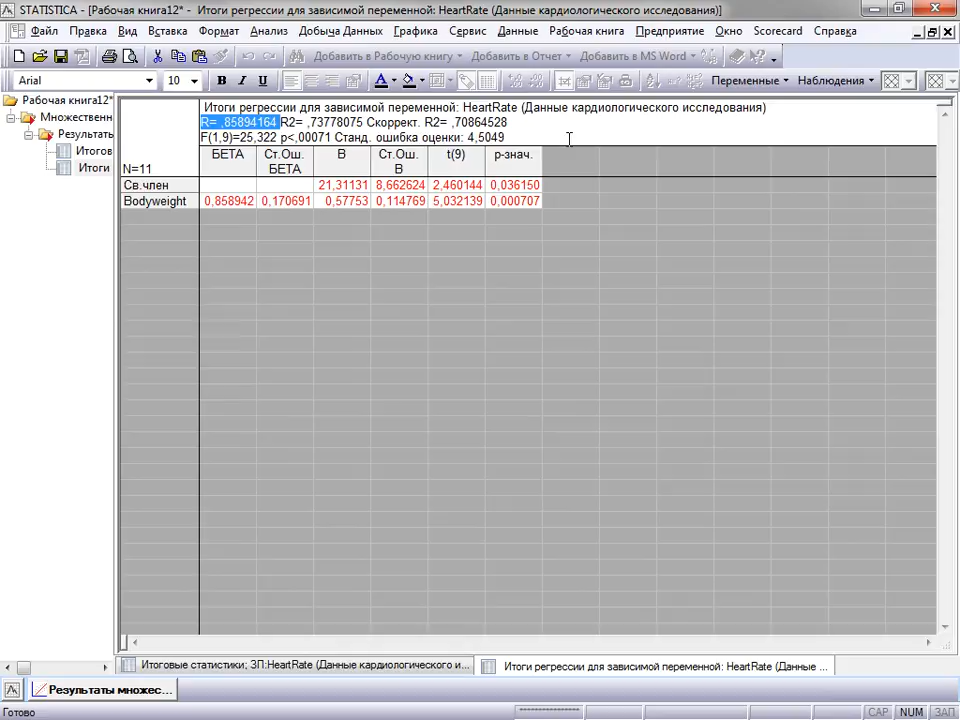 STATISTICA - [Рабочая книга12* - Итоги регрессии для зависимой переменной: HeartRate (Данные кардиологического исследования)]
Файл Правка Вид Вставка Формат Анализ Добыча Данных Графика Сервис Данные Рабочая книга Предприятие Окно Scorecard Справка
Добавить в Рабочую книгу Добавить в Отчет Добавить в MS Word
Arial 10 B I U A Переменные Наблюдения
Рабочая книга12*
Множественн
Результать
Итогов
Итоги
Итоги регрессии для зависимой переменной: HeartRate (Данные кардиологического исследования)
R= ,85894164 R2= ,73778075 Скоррект. R2= ,70864528
F(1,9)=25,322 p<,00071 Станд. ошибка оценки: 4,5049
N=11
БЕТА Ст.Ош. БЕТА B Ст.Ош. B t(9) p-знач.
Св.член 21,31131 8,662624 2,460144 0,036150
Bodyweight 0,858942 0,170691 0,57753 0,114769 5,032139 0,000707
Итоговые статистики; ЗП:HeartRate (Данные кардиологического и... Итоги регрессии для зависимой переменной: HeartRate (Данные ...
Результаты множес...
Готово CAP NUM ЗАП